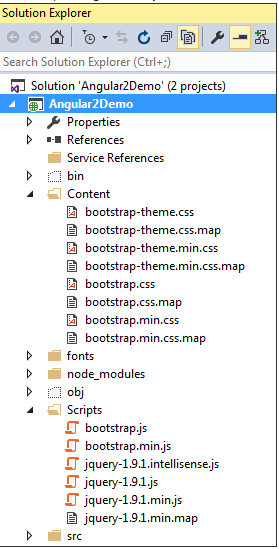 Solution Explorer
Search Solution Explorer (Ctrl+;)
Solution 'Angular2Demo' (2 projects)
Angular2Demo
Properties
References
Service References
bin
Content
bootstrap-theme.css
bootstrap-theme.css.map
bootstrap-theme.min.css
bootstrap-theme.min.css.map
bootstrap.css
bootstrap.css.map
bootstrap.min.css
bootstrap.min.css.map
fonts
node_modules
obj
Scripts
bootstrap.js
bootstrap.min.js
jquery-1.9.1.intellisense.js
jquery-1.9.1.js
jquery-1.9.1.min.js
jquery-1.9.1.min.map
src